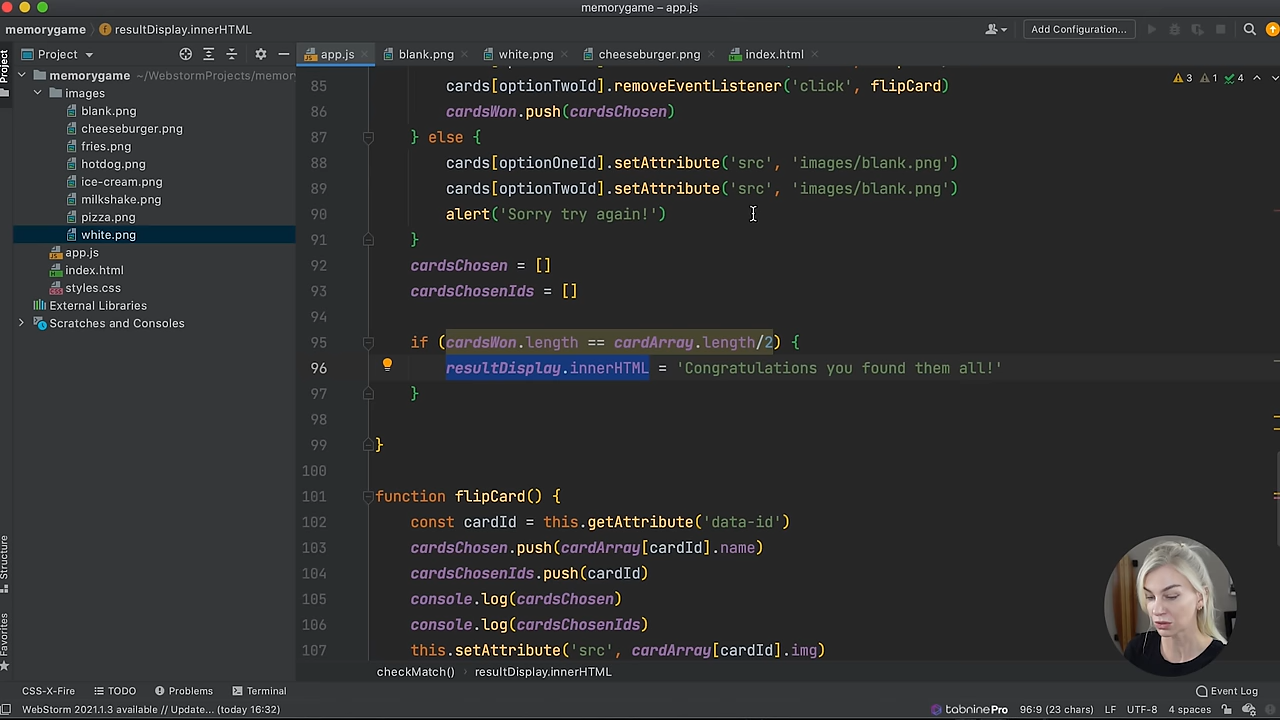 memorygame – app.js
memorygame
resultDisplay.innerHTML
Add Configuration...
Project
Project
app.js
blank.png
white.png
cheeseburger.png
index.html
memorygame ~/WebstormProjects/memory
images
blank.png
cheeseburger.png
fries.png
hotdog.png
ice-cream.png
milkshake.png
pizza.png
white.png
app.js
index.html
styles.css
External Libraries
Scratches and Consoles
Structure
Favorites
3 1 4
85 cards[optionTwoId].removeEventListener('click', flipCard)
86 cardsWon.push(cardsChosen)
87 } else {
88 cards[optionOneId].setAttribute('src', 'images/blank.png')
89 cards[optionTwoId].setAttribute('src', 'images/blank.png')
90 alert('Sorry try again!')
91 }
92 cardsChosen = []
93 cardsChosenIds = []
94
95 if (cardsWon.length == cardArray.length/2) {
96 resultDisplay.innerHTML = 'Congratulations you found them all!'
97 }
98
99 }
100
101 function flipCard() {
102 const cardId = this.getAttribute('data-id')
103 cardsChosen.push(cardArray[cardId].name)
104 cardsChosenIds.push(cardId)
105 console.log(cardsChosen)
106 console.log(cardsChosenIds)
107 this.setAttribute('src', cardArray[cardId].img)
checkMatch() resultDisplay.innerHTML
CSS-X-Fire TODO Problems Terminal Event Log
WebStorm 2021.1.3 available // Update... (today 16:32) tabninePro 96:9 (23 chars) LF UTF-8 4 spaces